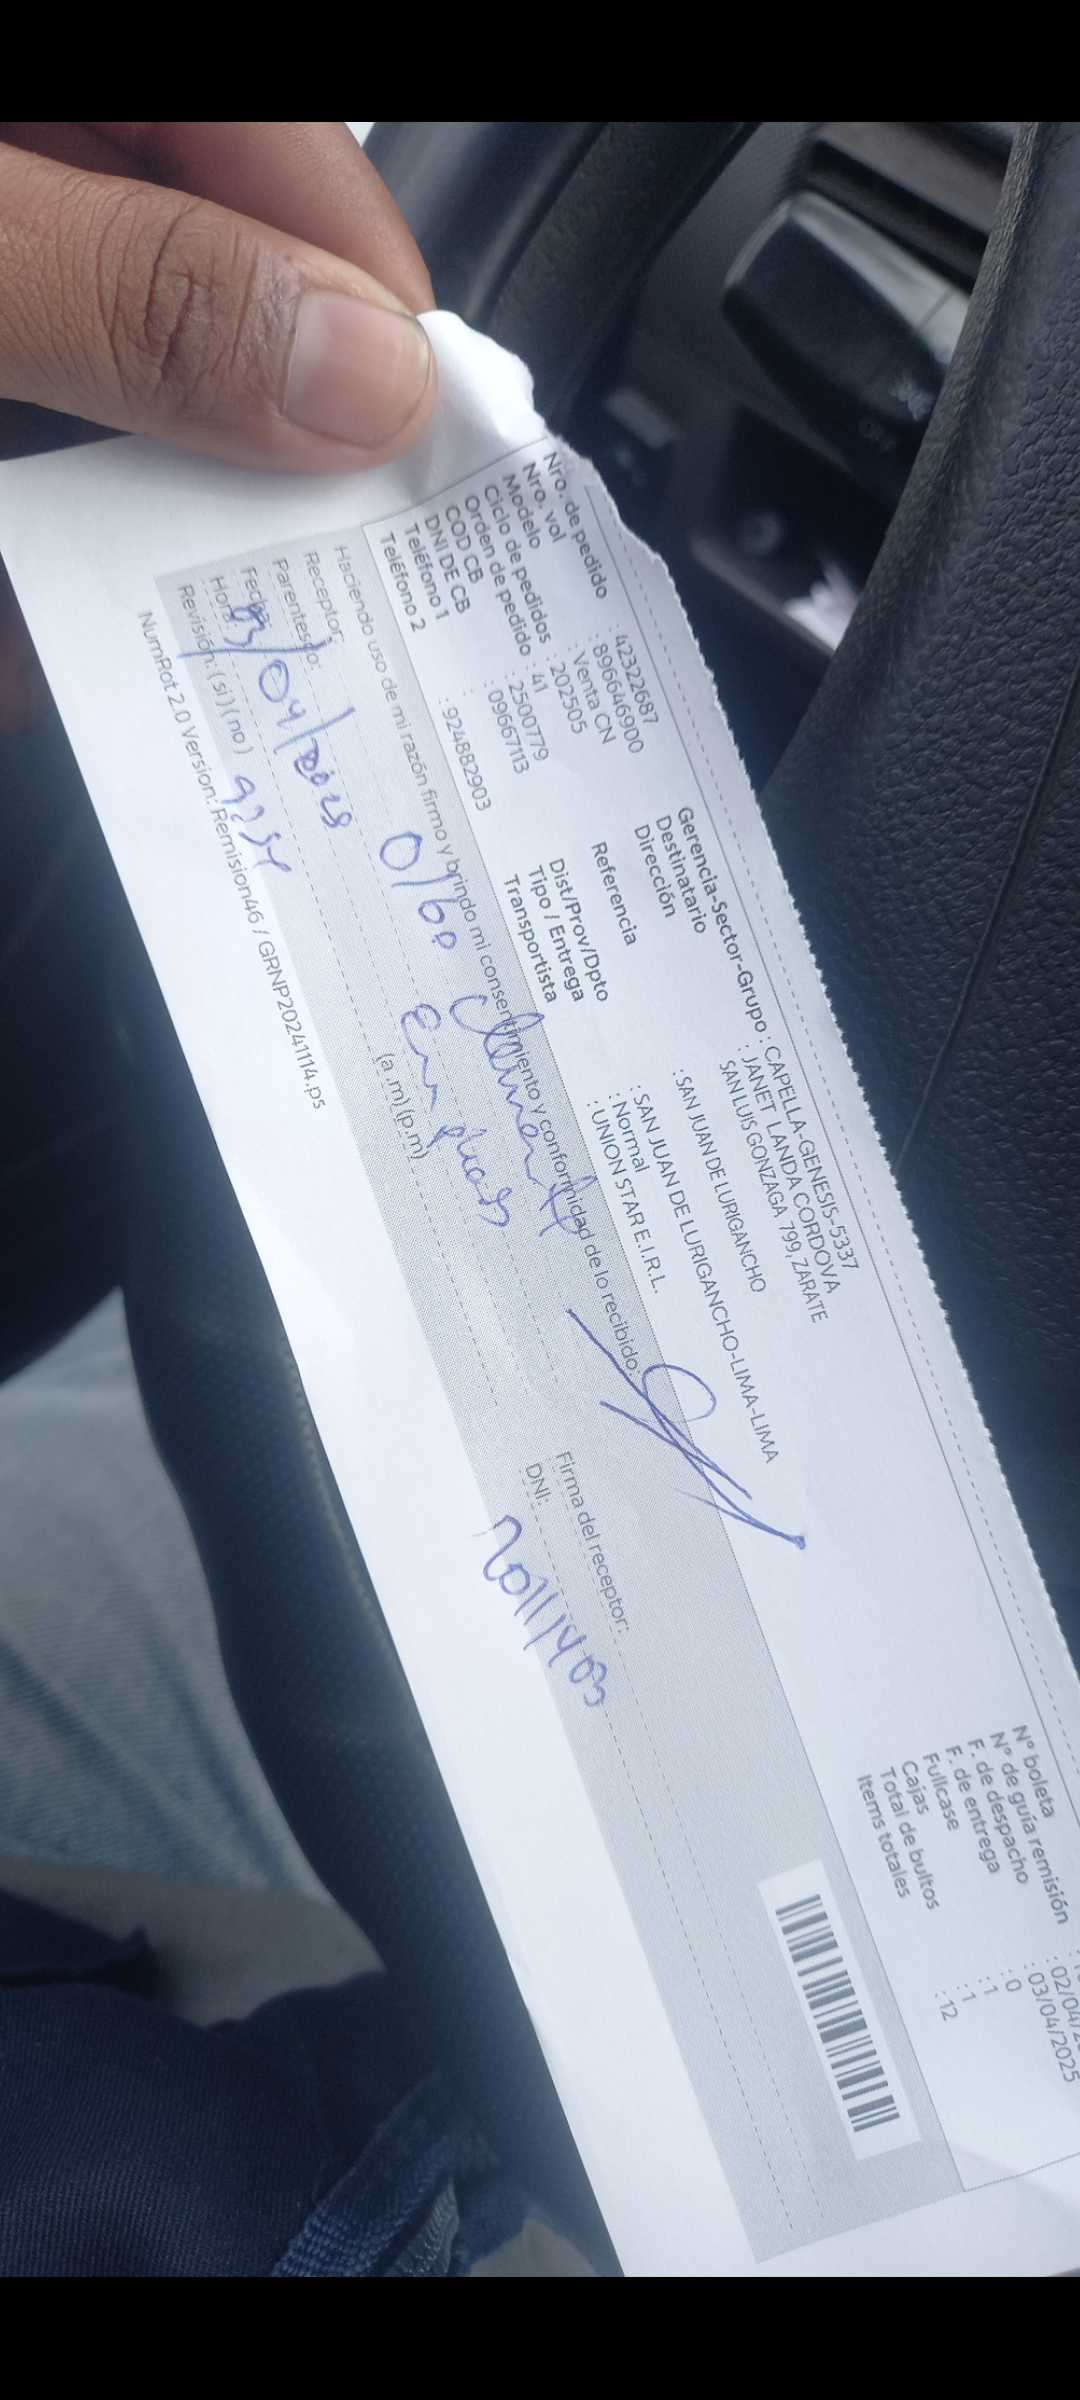 Nro. de pedido : 42322687
Nro. vol : 896646900
Modelo : Venta CN
Ciclo de pedidos : 202505
Orden de pedido : 41
COD CB : 2500779
DNI DE CB : 09667113
Teléfono 1 :
Teléfono 2 : 924882903
Gerencia-Sector-Grupo : CAPELLA-GENESIS-5337
Destinatario : JANET LANDA CORDOVA
Dirección SAN LUIS GONZAGA 799, ZARATE
Referencia : SAN JUAN DE LURIGANCHO
Dist/Prov/Dpto : SAN JUAN DE LURIGANCHO-LIMA-LIMA
Tipo / Entrega : Normal
Transportista : UNION STAR E.I.R.L.
N° boleta
N° de guía remisión
F. de despacho : 02/04/
F. de entrega : 03/04/2025
Fullcase : 0
Cajas : 1
Total de bultos : 1
Items totales : 12
Haciendo uso de mi razón firmo y brindo mi consentimiento y conformidad de lo recibido:
Receptor:
Parentesco:
Fecha: 03/04/2025
Hora: (a.m) (p.m)
Revisión: (si) (no)
Firma del receptor:
DNI:
NumRot 2.0 Version: Remision46 / GRNP20241114.ps